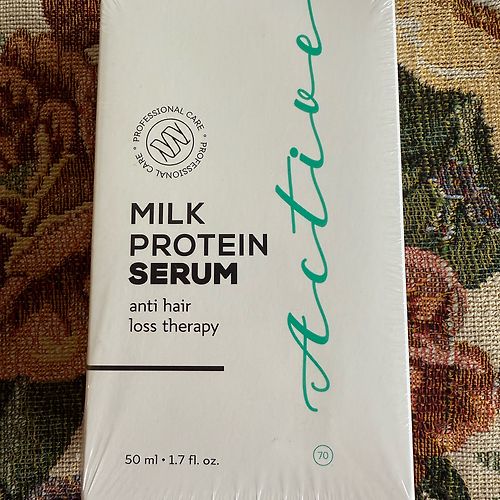 Active
PROFESSIONAL CARE • PROFESSIONAL CARE •
MILK
PROTEIN
SERUM
anti hair
loss therapy
50 ml • 1.7 fl. oz.
70